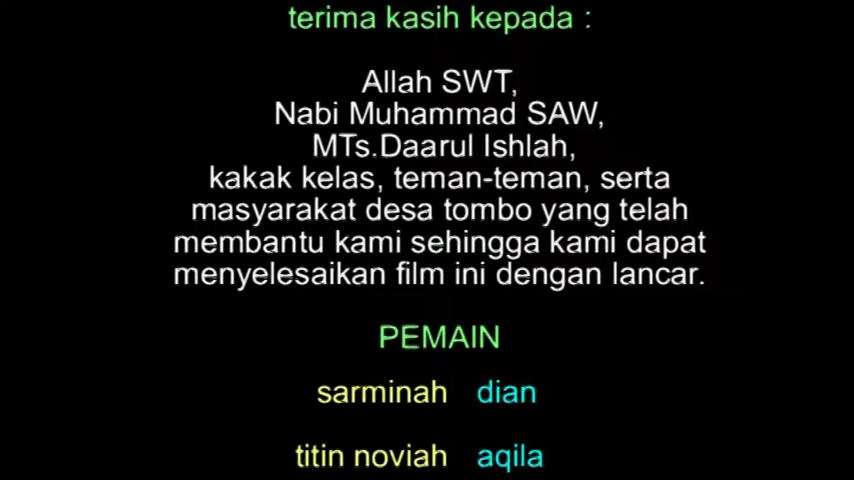 terima kasih kepada :
Allah SWT,
Nabi Muhammad SAW,
MTs.Daarul Ishlah,
kakak kelas, teman-teman, serta
masyarakat desa tombo yang telah
membantu kami sehingga kami dapat
menyelesaikan film ini dengan lancar.
PEMAIN
sarminah dian
titin noviah aqila